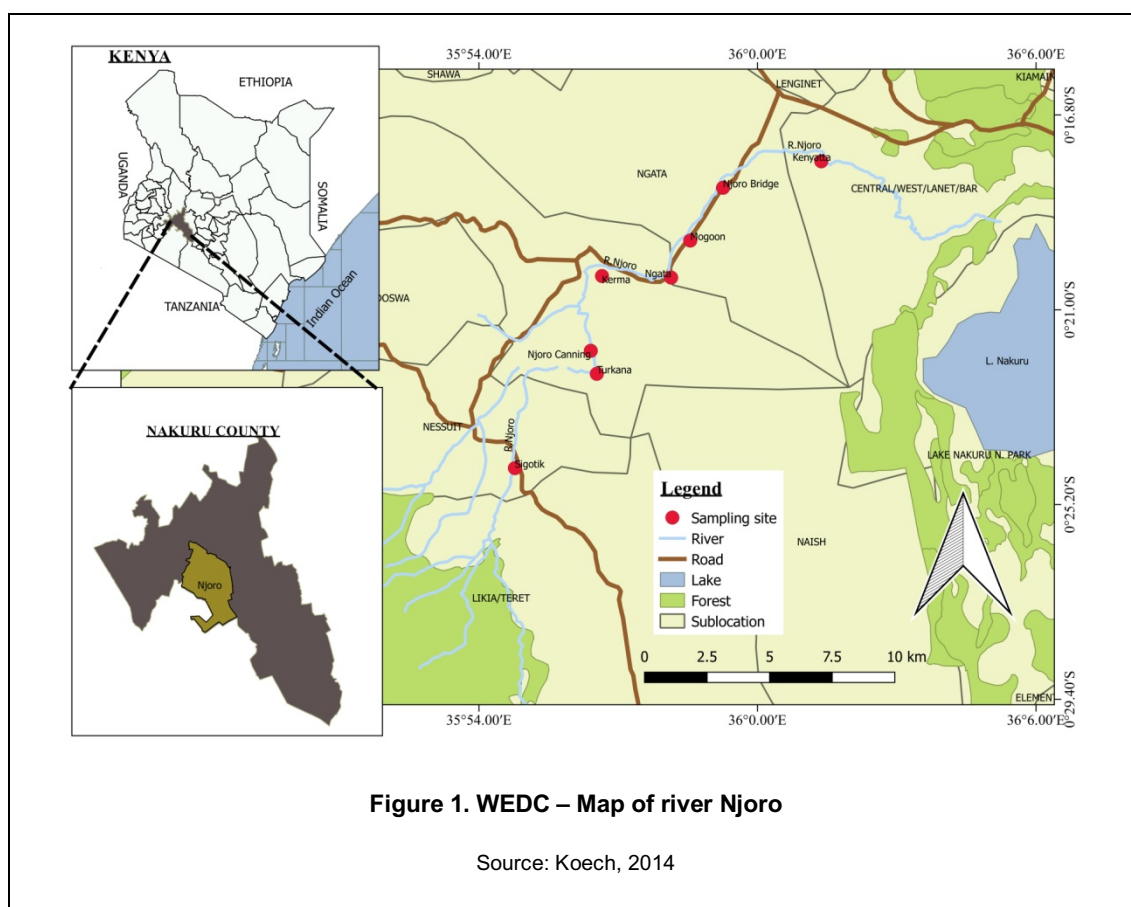 KENYA
ETHIOPIA
UGANDA
SOMALIA
TANZANIA
Indian Ocean
NAKURU COUNTY
Njoro
35°54.00'E
36°0.00'E
36°6.00'E
SHAWA
LENGINET
KIAMAIN
0°16.80'S
R.Njoro
Kenyatta
NGATA
Njoro Bridge
CENTRAL/WEST/LANET/BAR
Mogoon
R.Njoro
Ngata
Kerma
OOSWA
0°21.00'S
Njoro Canning
L. Nakuru
Turkana
NESSUIT
R.Njoro
Sigotik
LAKE NAKURU N. PARK
Legend
Sampling site
River
Road
Lake
Forest
Sublocation
0°25.20'S
NAISH
LIKIA/TERET
0
2.5
5
7.5
10 km
ELEMENT
0°29.40'S
35°54.00'E
36°0.00'E
36°6.00'E
Figure 1. WEDC – Map of river Njoro
Source: Koech, 2014